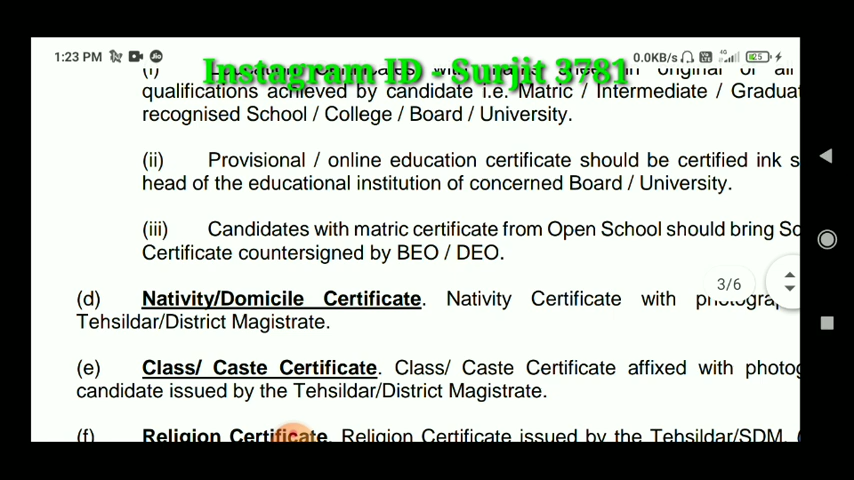 1:23 PM
0.0KB/s
Instagram ID - Surjit 3781
qualifications achieved by candidate i.e. Matric / Intermediate / Graduat
recognised School / College / Board / University.
(ii) Provisional / online education certificate should be certified ink s
head of the educational institution of concerned Board / University.
(iii) Candidates with matric certificate from Open School should bring Sc
Certificate countersigned by BEO / DEO.
3/6
(d) Nativity/Domicile Certificate. Nativity Certificate with
Tehsildar/District Magistrate.
(e) Class/ Caste Certificate. Class/ Caste Certificate affixed with photog
candidate issued by the Tehsildar/District Magistrate.
(f) Religion Certificate. Religion Certificate issued by the Tehsildar/SDM. (